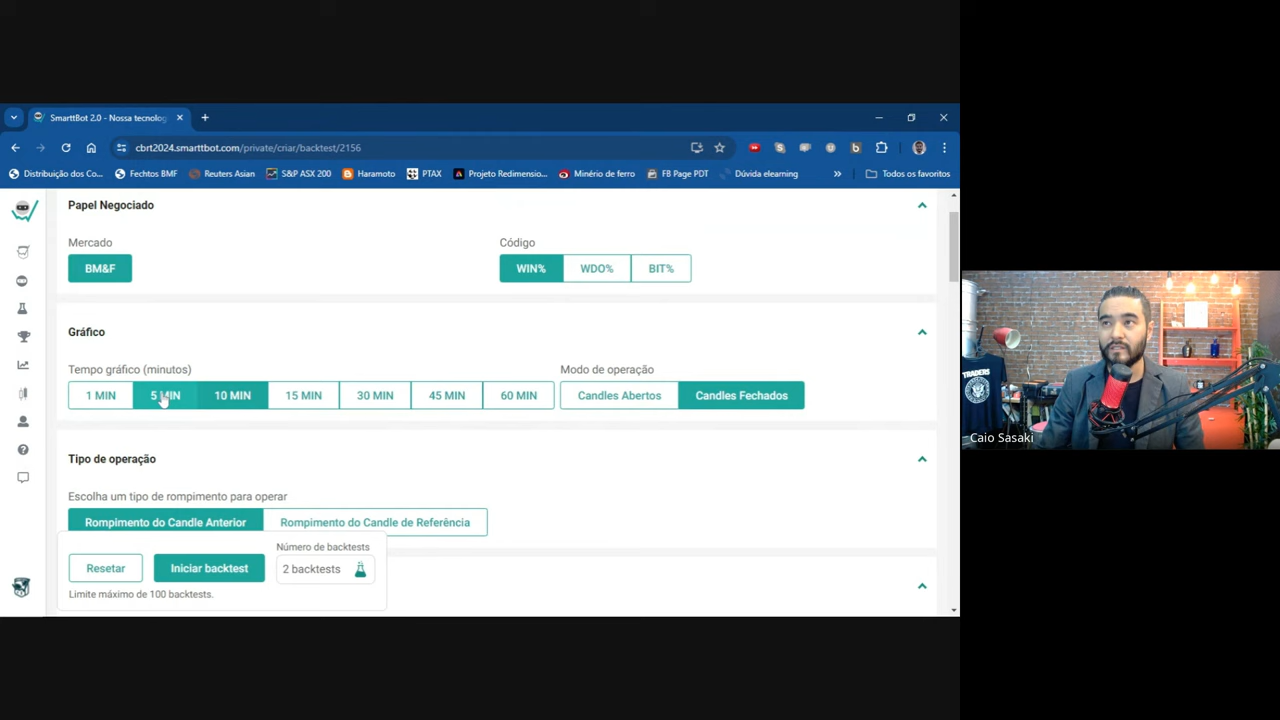 SmarttBot 2.0 - Nossa tecnolog
cbrt2024.smarttbot.com/private/criar/backtest/2156
Distribuição dos Co... Fechtos BMF Reuters Asian S&P ASX 200 Haramoto PTAX Projeto Redimensio... Minério de ferro FB Page PDT Dúvida elearning » Todos os favoritos
Papel Negociado
Mercado Código
BM&F WIN% WDO% BIT%
Gráfico
Tempo gráfico (minutos) Modo de operação
1 MIN 5 MIN 10 MIN 15 MIN 30 MIN 45 MIN 60 MIN Candles Abertos Candles Fechados
Tipo de operação
Escolha um tipo de rompimento para operar
Rompimento do Candle Anterior Rompimento do Candle de Referência
Número de backtests
Resetar Iniciar backtest 2 backtests
Limite máximo de 100 backtests.
TRADERS
Caio Sasaki